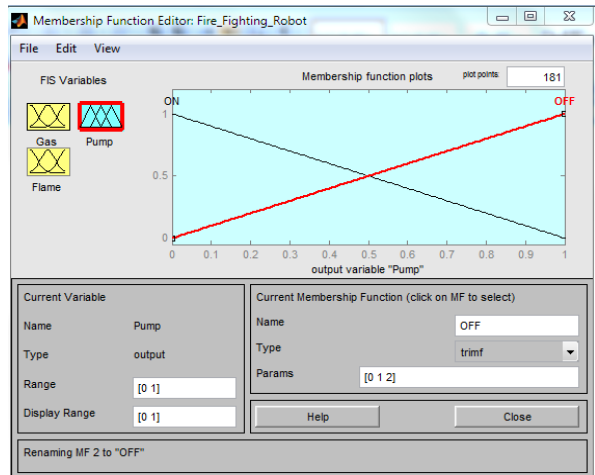 Membership Function Editor: Fire_Fighting_Robot
File Edit View
FIS Variables
Membership function plots
plot points:
181
Gas
Pump
Flame
ON
OFF
1
0.5
0
0 0.1 0.2 0.3 0.4 0.5 0.6 0.7 0.8 0.9 1
output variable "Pump"
Current Variable
Name Pump
Type output
Range [0 1]
Display Range [0 1]
Current Membership Function (click on MF to select)
Name OFF
Type trimf
Params [0 1 2]
Help
Close
Renaming MF 2 to "OFF"